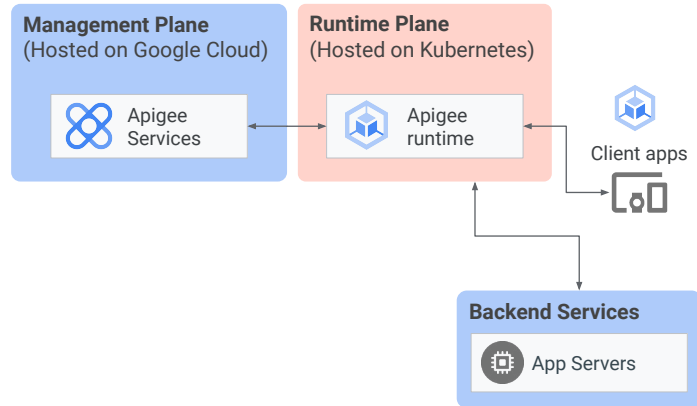 Management Plane
(Hosted on Google Cloud)
Apigee
Services
Runtime Plane
(Hosted on Kubernetes)
Apigee
runtime
Client apps
Backend Services
App Servers